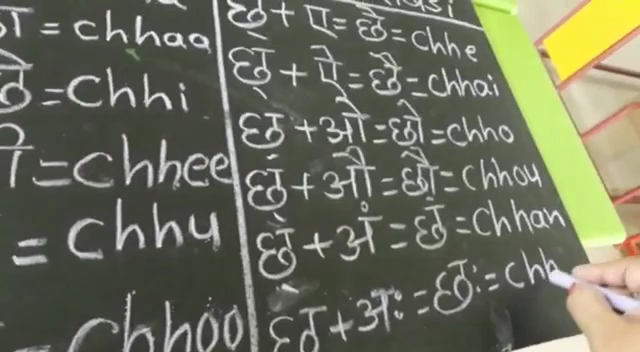 = chhaa
= chhi
= chhee
= chhu
chhoo
छ् + ए = छे = chhe
छ् + ऐ = छै = chhai
छ् + ओ = छो = chho
छ् + औ = छौ = chhou
छ् + अं = छं = chhan
छ् + अः = छः = chh